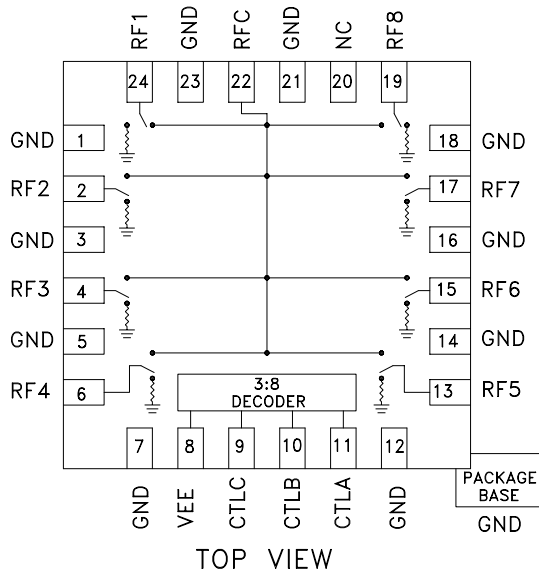 RF1 GND RFC GND NC RF8
24 23 22 21 20 19
GND 1 18 GND
RF2 2 17 RF7
GND 3 16 GND
RF3 4 15 RF6
GND 5 14 GND
RF4 6 13 RF5
3:8
DECODER
7 8 9 10 11 12
GND VEE CTLC CTLB CTLA GND
PACKAGE
BASE
GND
TOP VIEW